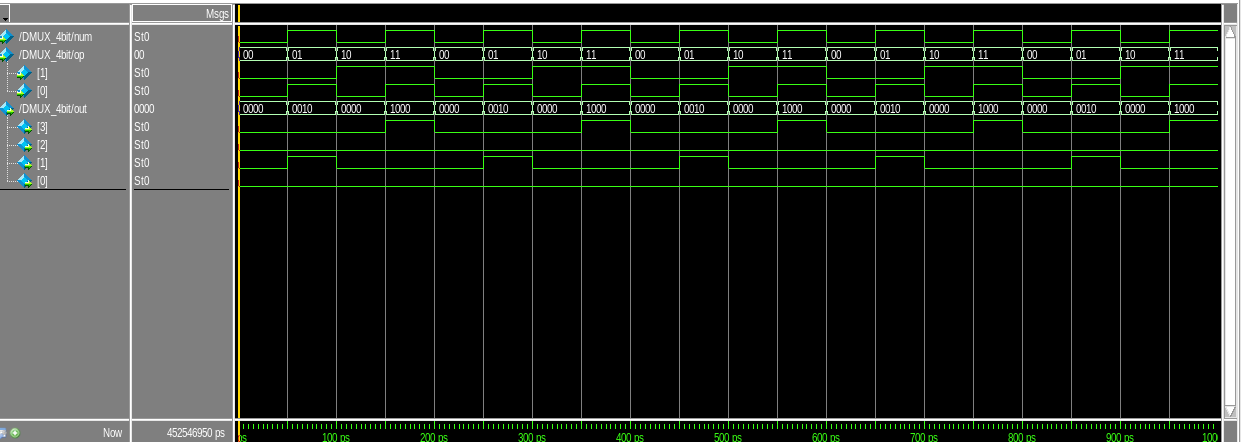 Msgs
/DMUX_4bit/num St0
/DMUX_4bit/op 00 00 01 10 11 00 01 10 11 00 01 10 11 00 01 10 11 00 01 10 11
[1] St0
[0] St0
/DMUX_4bit/out 0000 0000 0010 0000 1000 0000 0010 0000 1000 0000 0010 0000 1000 0000 0010 0000 1000 0000 0010 0000 1000
[3] St0
[2] St0
[1] St0
[0] St0
Now 452546950 ps ps 100 ps 200 ps 300 ps 400 ps 500 ps 600 ps 700 ps 800 ps 900 ps 100